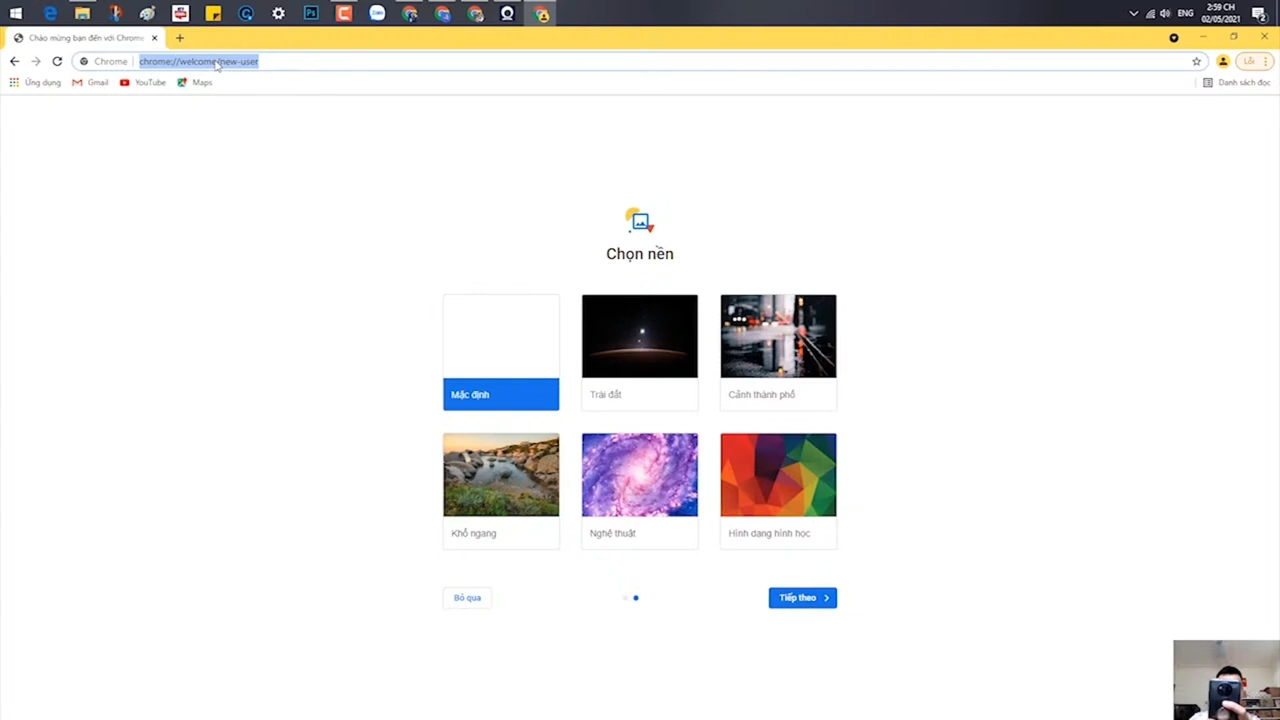 ENG
2:59 CH
02/05/2021
2
Chào mừng bạn đến với Chrome
Chrome
chrome://welcome/new-user
Lỗi
Ứng dụng
Gmail
YouTube
Maps
Danh sách đọc
Chọn nền
Mặc định
Trái đất
Cảnh thành phố
Khổ ngang
Nghệ thuật
Hình dạng hình học
Bỏ qua
Tiếp theo